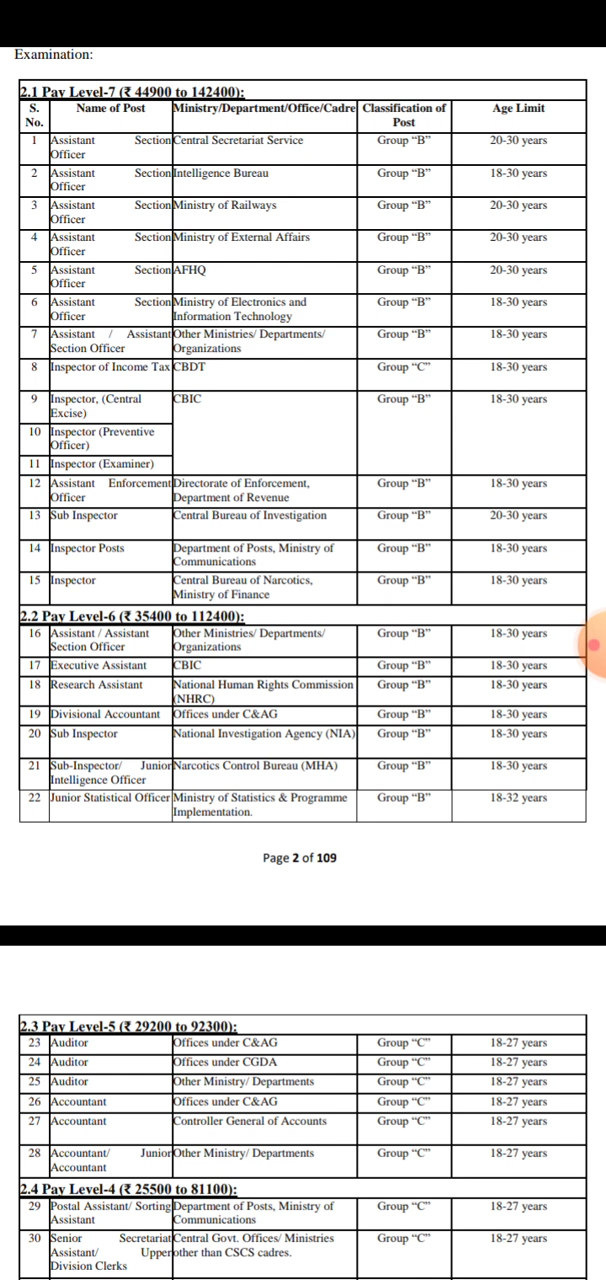 Examination:
2.1 Pay Level-7 (₹ 44900 to 142400):
S. No. Name of Post Ministry/Department/Office/Cadre Classification of Post Age Limit
1 Assistant Section Officer Central Secretariat Service Group “B” 20-30 years
2 Assistant Section Officer Intelligence Bureau Group “B” 18-30 years
3 Assistant Section Officer Ministry of Railways Group “B” 20-30 years
4 Assistant Section Officer Ministry of External Affairs Group “B” 20-30 years
5 Assistant Section Officer AFHQ Group “B” 20-30 years
6 Assistant Section Officer Ministry of Electronics and Information Technology Group “B” 18-30 years
7 Assistant / Assistant Section Officer Other Ministries/ Departments/ Organizations Group “B” 18-30 years
8 Inspector of Income Tax CBDT Group “C” 18-30 years
9 Inspector, (Central Excise) CBIC Group “B” 18-30 years
10 Inspector (Preventive Officer)
11 Inspector (Examiner)
12 Assistant Enforcement Officer Directorate of Enforcement, Department of Revenue Group “B” 18-30 years
13 Sub Inspector Central Bureau of Investigation Group “B” 20-30 years
14 Inspector Posts Department of Posts, Ministry of Communications Group “B” 18-30 years
15 Inspector Central Bureau of Narcotics, Ministry of Finance Group “B” 18-30 years
2.2 Pay Level-6 (₹ 35400 to 112400):
16 Assistant / Assistant Section Officer Other Ministries/ Departments/ Organizations Group “B” 18-30 years
17 Executive Assistant CBIC Group “B” 18-30 years
18 Research Assistant National Human Rights Commission (NHRC) Group “B” 18-30 years
19 Divisional Accountant Offices under C&AG Group “B” 18-30 years
20 Sub Inspector National Investigation Agency (NIA) Group “B” 18-30 years
21 Sub-Inspector/ Junior Intelligence Officer Narcotics Control Bureau (MHA) Group “B” 18-30 years
22 Junior Statistical Officer Ministry of Statistics & Programme Implementation. Group “B” 18-32 years
Page 2 of 109
2.3 Pay Level-5 (₹ 29200 to 92300):
23 Auditor Offices under C&AG Group “C” 18-27 years
24 Auditor Offices under CGDA Group “C” 18-27 years
25 Auditor Other Ministry/ Departments Group “C” 18-27 years
26 Accountant Offices under C&AG Group “C” 18-27 years
27 Accountant Controller General of Accounts Group “C” 18-27 years
28 Accountant/ Junior Accountant Other Ministry/ Departments Group “C” 18-27 years
2.4 Pay Level-4 (₹ 25500 to 81100):
29 Postal Assistant/ Sorting Assistant Department of Posts, Ministry of Communications Group “C” 18-27 years
30 Senior Secretariat Assistant/ Upper Division Clerks Central Govt. Offices/ Ministries other than CSCS cadres. Group “C” 18-27 years